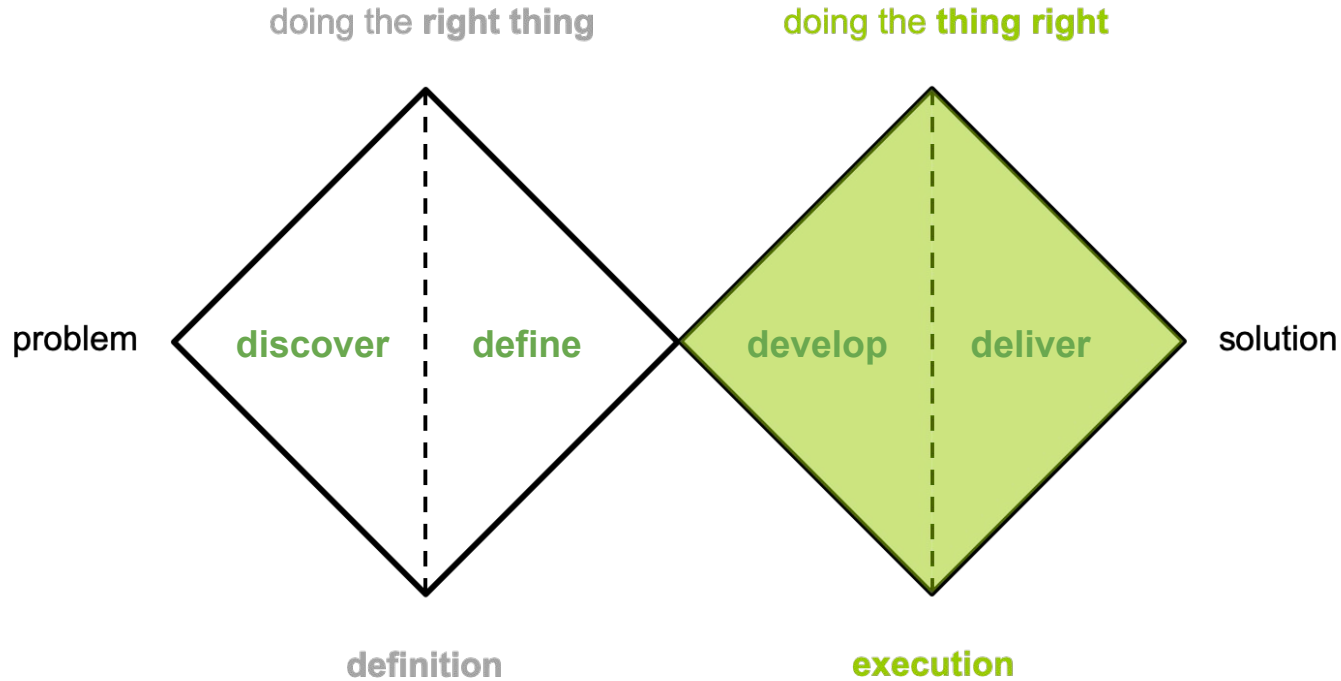 doing the right thing
doing the thing right
problem
discover
define
develop
deliver
solution
definition
execution